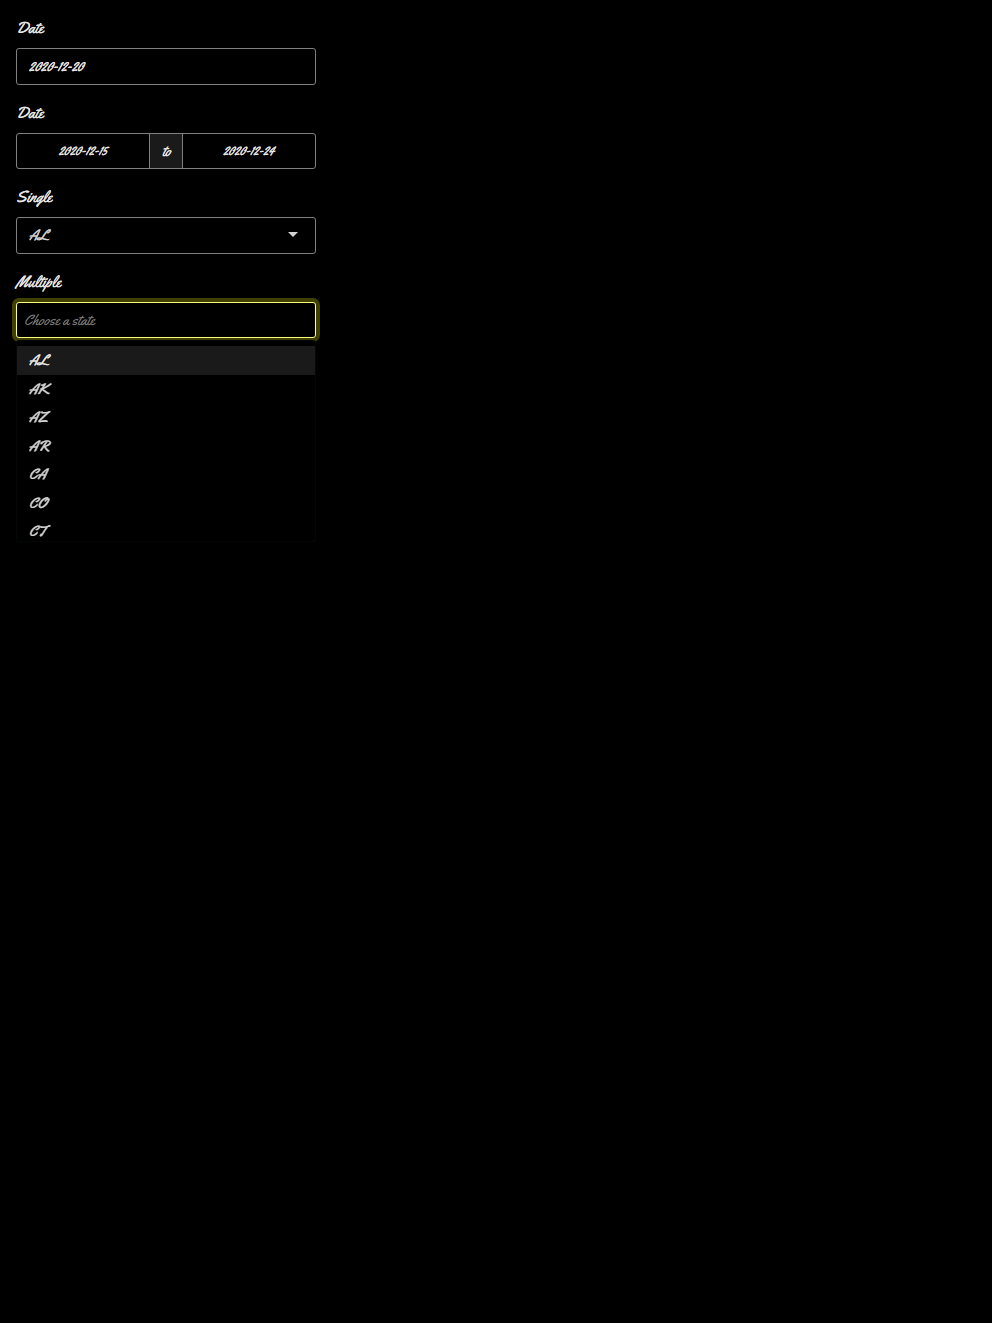 Date
2020-12-20
Date
2020-12-15 to 2020-12-24
Single
AL
Multiple
Choose a state
AL
AK
AZ
AR
CA
CO
CT